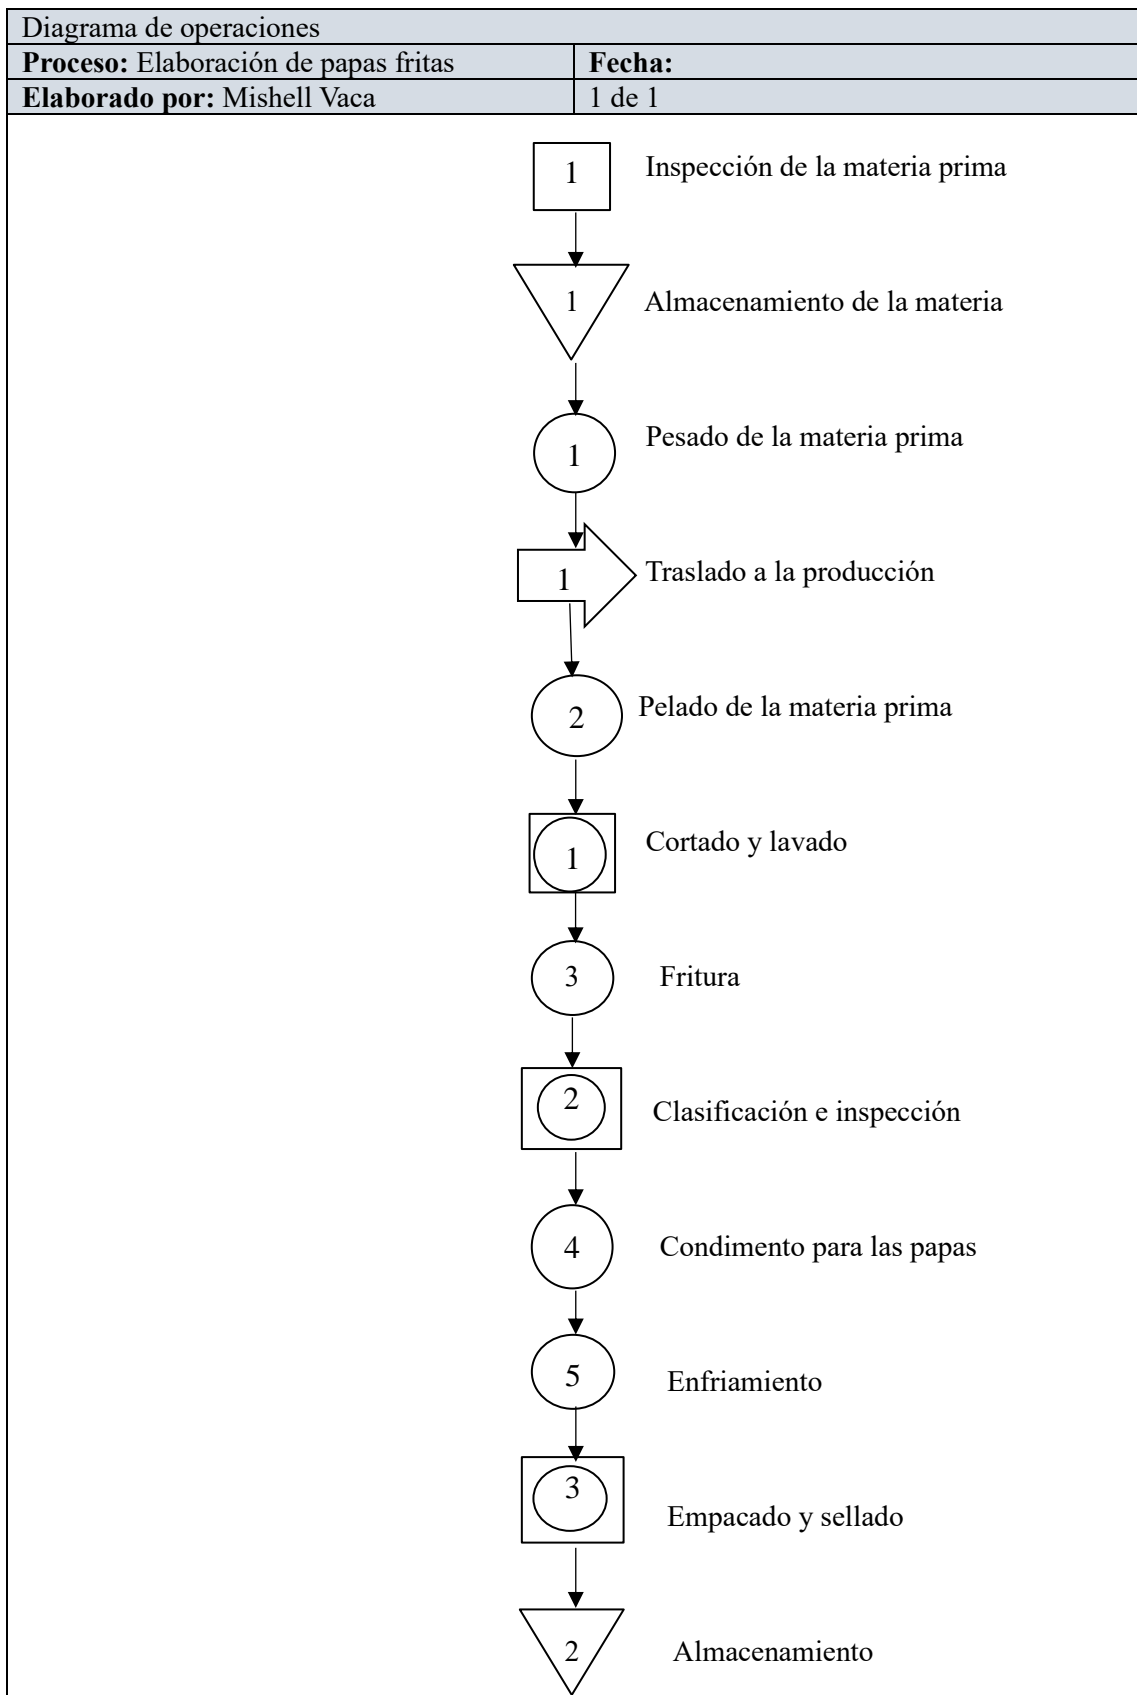 Diagrama de operaciones
Proceso: Elaboración de papas fritas
Fecha:
Elaborado por: Mishell Vaca
1 de 1
1
Inspección de la materia prima
1
Almacenamiento de la materia
1
Pesado de la materia prima
1
Traslado a la producción
2
Pelado de la materia prima
1
Cortado y lavado
3
Fritura
2
Clasificación e inspección
4
Condimento para las papas
5
Enfriamiento
3
Empacado y sellado
2
Almacenamiento